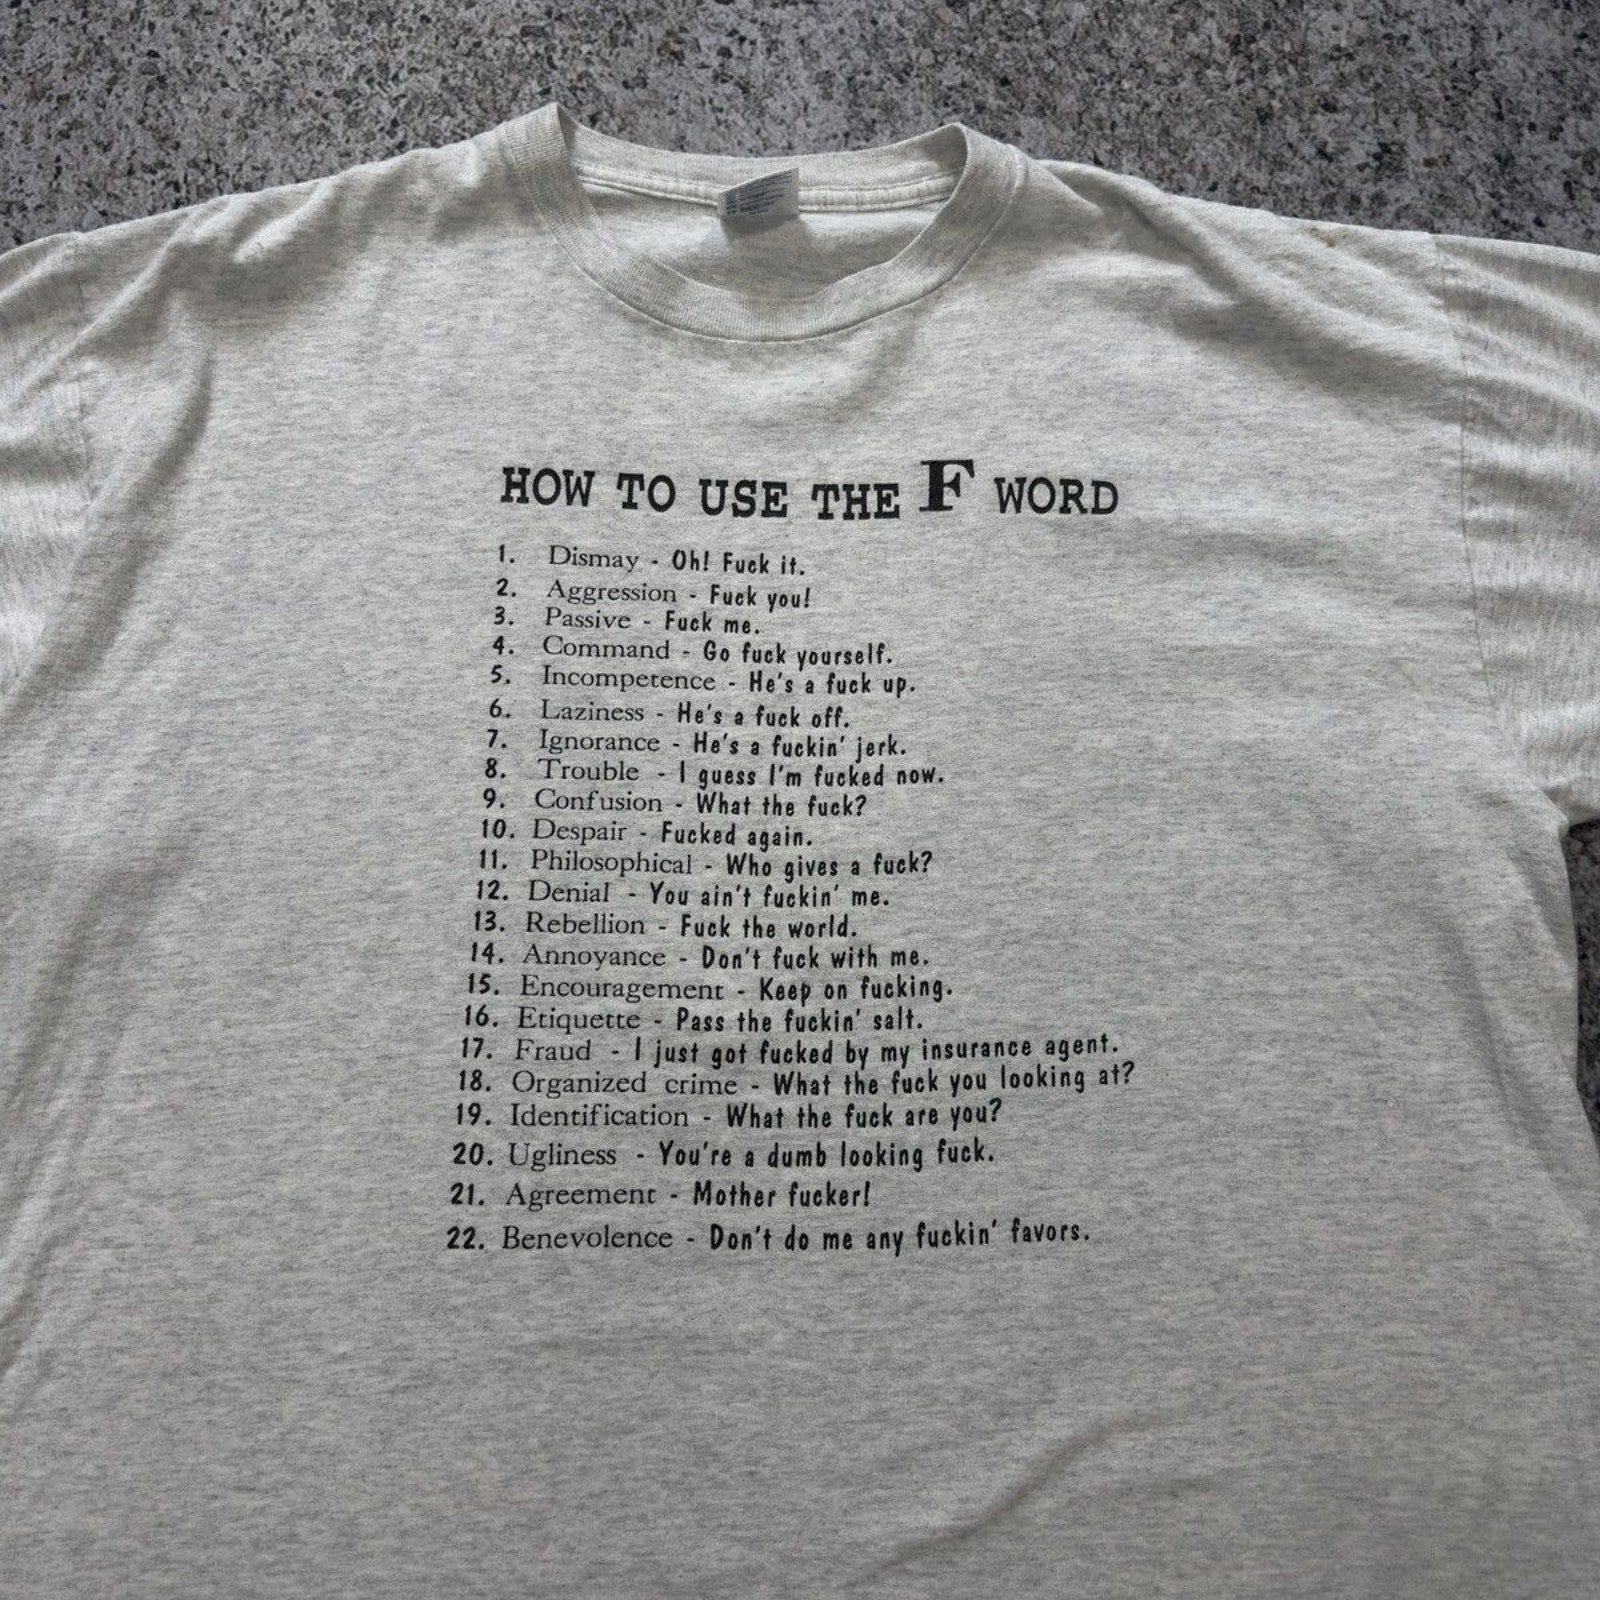 HOW TO USE THE F WORD
1. Dismay - Oh! Fuck it.
2. Aggression - Fuck you!
3. Passive - Fuck me.
4. Command - Go fuck yourself.
5. Incompetence - He's a fuck up.
6. Laziness - He's a fuck off.
7. Ignorance - He's a fuckin' jerk.
8. Trouble - I guess I'm fucked now.
9. Confusion - What the fuck?
10. Despair - Fucked again.
11. Philosophical - Who gives a fuck?
12. Denial - You ain't fuckin' me.
13. Rebellion - Fuck the world.
14. Annoyance - Don't fuck with me.
15. Encouragement - Keep on fucking.
16. Etiquette - Pass the fuckin' salt.
17. Fraud - I just got fucked by my insurance agent.
18. Organized crime - What the fuck you looking at?
19. Identification - What the fuck are you?
20. Ugliness - You're a dumb looking fuck.
21. Agreement - Mother fucker!
22. Benevolence - Don't do me any fuckin' favors.